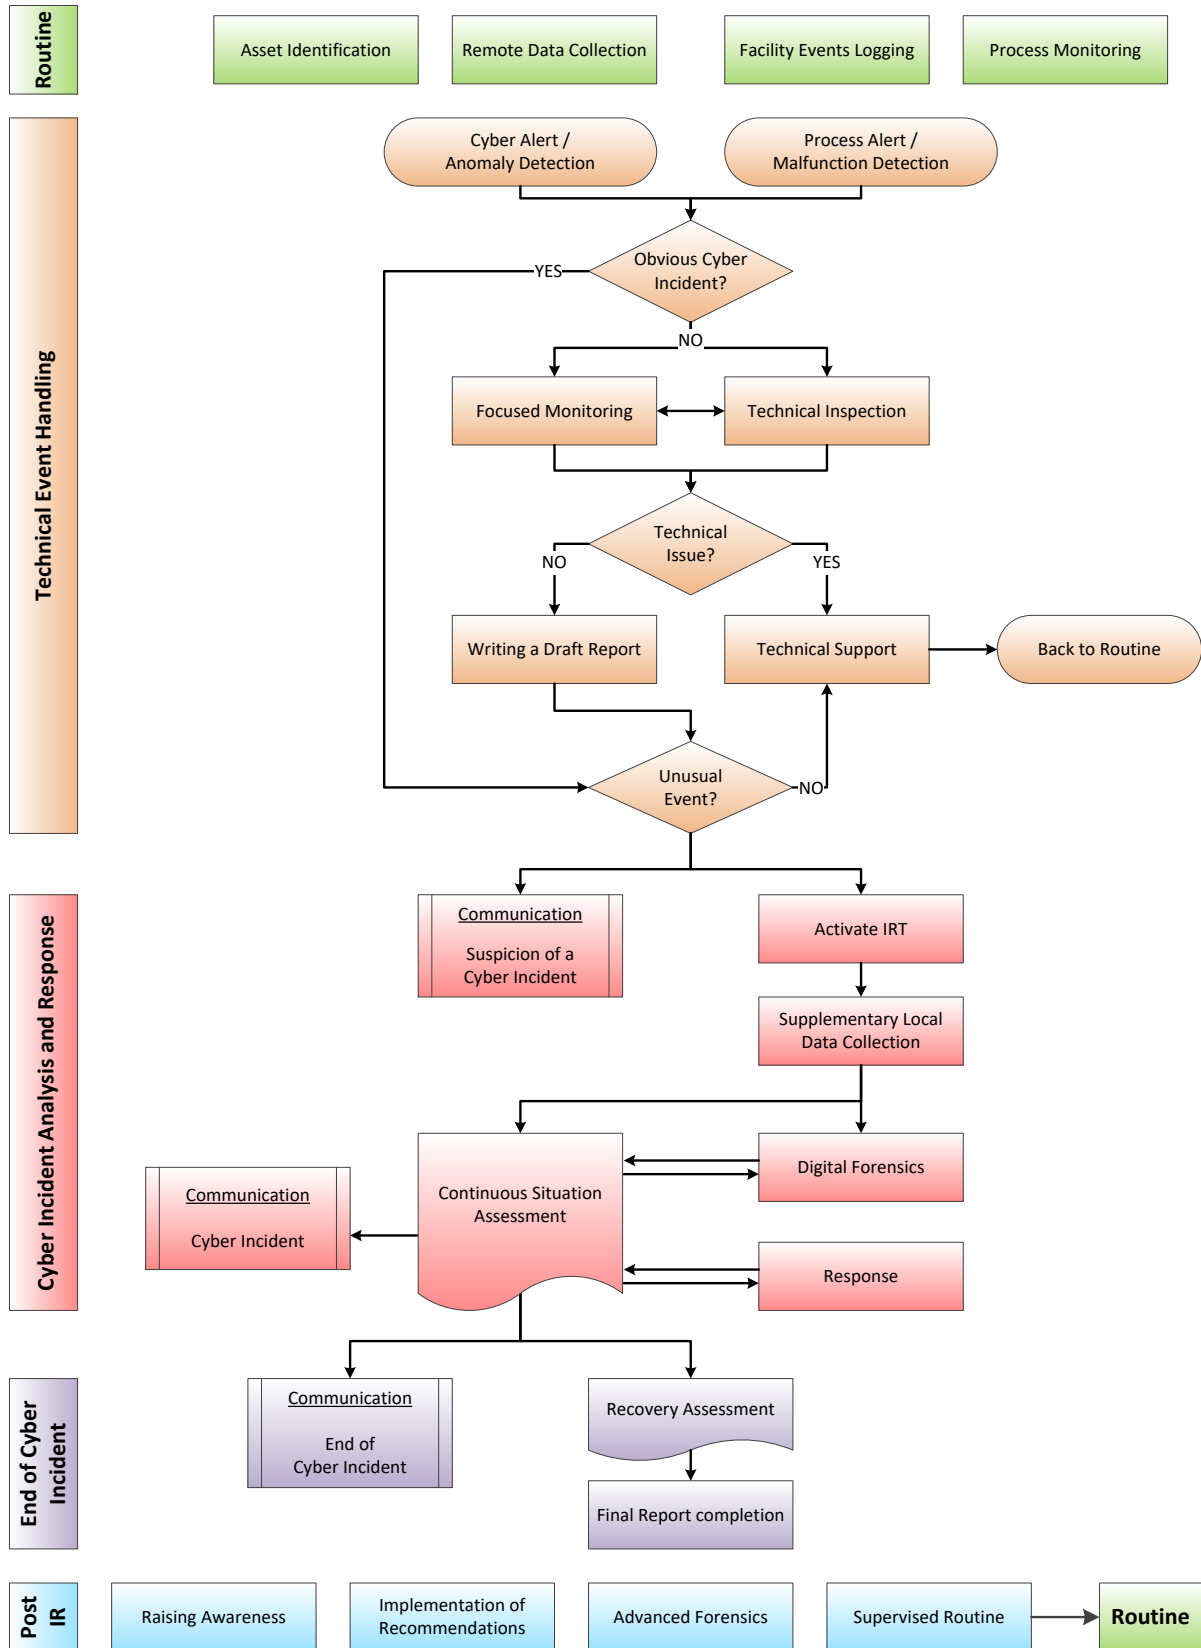 Routine
Asset Identification
Remote Data Collection
Facility Events Logging
Process Monitoring
Technical Event Handling
Cyber Alert /
Anomaly Detection
Process Alert /
Malfunction Detection
Obvious Cyber
Incident?
YES
NO
Focused Monitoring
Technical Inspection
Technical
Issue?
NO
YES
Writing a Draft Report
Technical Support
Back to Routine
Unusual
Event?
NO
Cyber Incident Analysis and Response
Communication
Suspicion of a
Cyber Incident
Activate IRT
Supplementary Local
Data Collection
Continuous Situation
Assessment
Digital Forensics
Communication
Cyber Incident
Response
End of Cyber
Incident
Communication
End of
Cyber Incident
Recovery Assessment
Final Report completion
Post
IR
Raising Awareness
Implementation of
Recommendations
Advanced Forensics
Supervised Routine
Routine